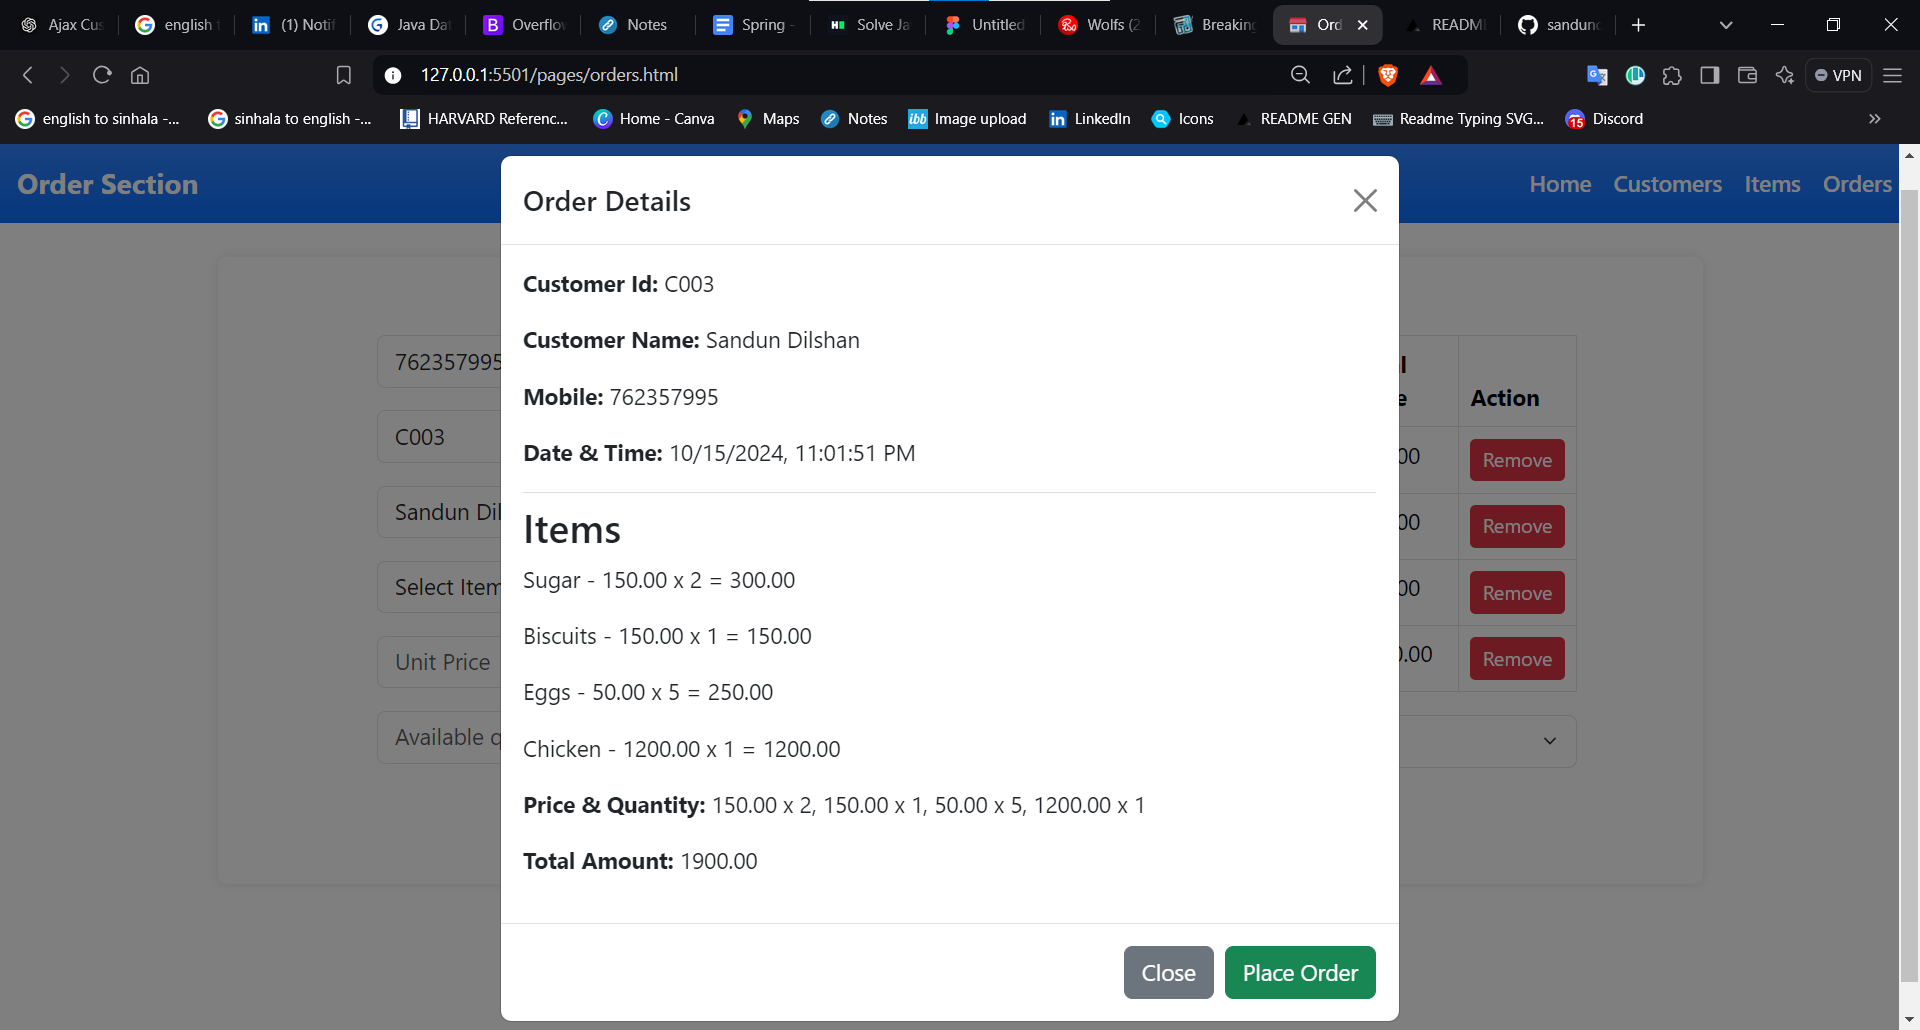 Ajax Cus
english
(1) Notif
Java Dat
Overflow
Notes
Spring -
Solve Ja
Untitled
Wolfs (2
Breaking
Ord
README
sandund
127.0.0.1:5501/pages/orders.html
VPN
english to sinhala -...
sinhala to english -...
HARVARD Referenc...
Home - Canva
Maps
Notes
ibb Image upload
LinkedIn
Icons
README GEN
Readme Typing SVG...
15 Discord
Order Section
Home
Customers
Items
Orders
Order Details
Customer Id: C003
Customer Name: Sandun Dilshan
Mobile: 762357995
Date & Time: 10/15/2024, 11:01:51 PM
Items
Sugar - 150.00 x 2 = 300.00
Biscuits - 150.00 x 1 = 150.00
Eggs - 50.00 x 5 = 250.00
Chicken - 1200.00 x 1 = 1200.00
Price & Quantity: 150.00 x 2, 150.00 x 1, 50.00 x 5, 1200.00 x 1
Total Amount: 1900.00
Close
Place Order
762357995
C003
Sandun Dil
Select Item
Unit Price
Available q
Action
00
Remove
00
Remove
00
Remove
0.00
Remove